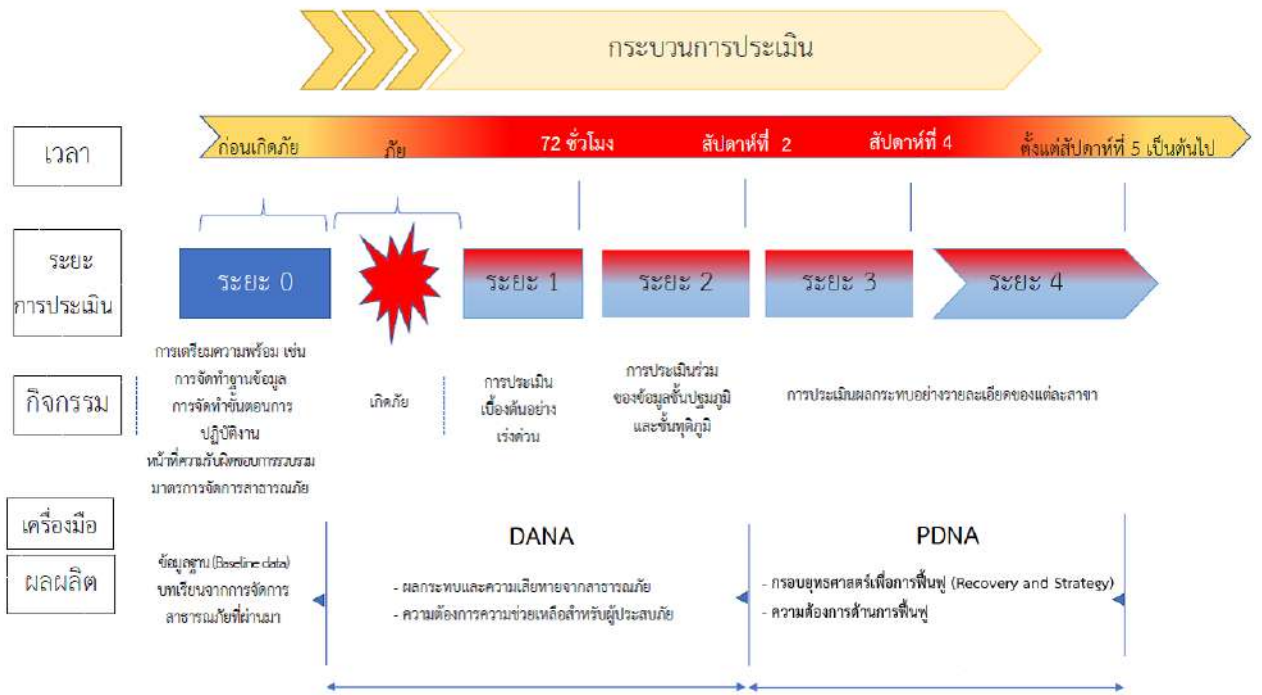 กระบวนการประเมิน
เวลา
ก่อนเกิดภัย
ภัย
72 ชั่วโมง
สัปดาห์ที่ 2
สัปดาห์ที่ 4
ตั้งแต่สัปดาห์ที่ 5 เป็นต้นไป
ระยะ
การประเมิน
ระยะ 0
ระยะ 1
ระยะ 2
ระยะ 3
ระยะ 4
กิจกรรม
การเตรียมความพร้อม เช่น
การจัดทำฐานข้อมูล
การจัดทำขั้นตอนการ
ปฏิบัติงาน
หน้าที่ความรับผิดชอบการรวบรวม
มาตรการจัดการสาธารณภัย
เกิดภัย
การประเมิน
เบื้องต้นอย่าง
เร่งด่วน
การประเมินร่วม
ของข้อมูลขั้นปฐมภูมิ
และขั้นทุติภูมิ
การประเมินผลกระทบอย่างรายละเอียดของแต่ละสาขา
เครื่องมือ
DANA
PDNA
ผลผลิต
ข้อมูลฐาน (Baseline data)
บทเรียนจากการจัดการ
สาธารณภัยที่ผ่านมา
- ผลกระทบและความเสียหายจากสาธารณภัย
- ความต้องการความช่วยเหลือสำหรับผู้ประสบภัย
- กรอบยุทธศาสตร์เพื่อการฟื้นฟู (Recovery and Strategy)
- ความต้องการด้านการฟื้นฟู